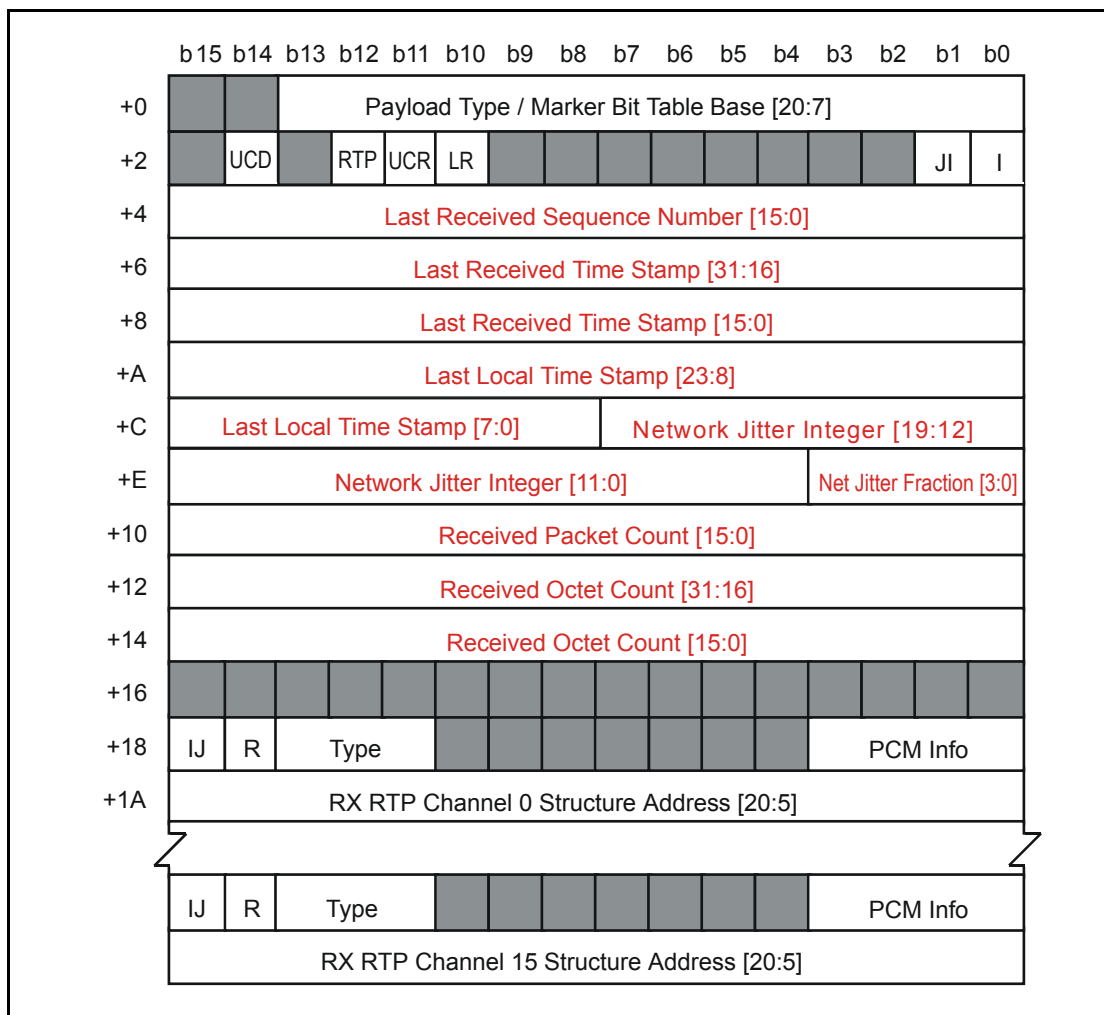 b15 b14 b13 b12 b11 b10 b9 b8 b7 b6 b5 b4 b3 b2 b1 b0
+0 Payload Type / Marker Bit Table Base [20:7]
+2 UCD RTP UCR LR JI I
+4 Last Received Sequence Number [15:0]
+6 Last Received Time Stamp [31:16]
+8 Last Received Time Stamp [15:0]
+A Last Local Time Stamp [23:8]
+C Last Local Time Stamp [7:0] Network Jitter Integer [19:12]
+E Network Jitter Integer [11:0] Net Jitter Fraction [3:0]
+10 Received Packet Count [15:0]
+12 Received Octet Count [31:16]
+14 Received Octet Count [15:0]
+16
+18 IJ R Type PCM Info
+1A RX RTP Channel 0 Structure Address [20:5]
IJ R Type PCM Info
RX RTP Channel 15 Structure Address [20:5]